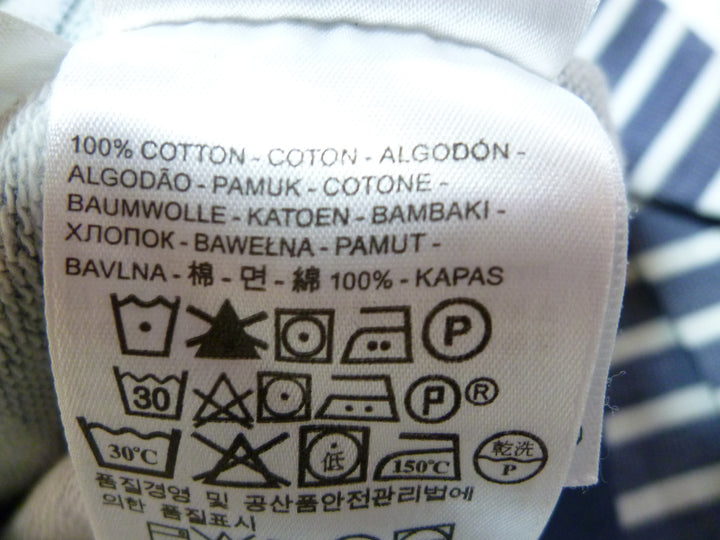 100% COTTON - COTON - ALGODÓN -
ALGODÃO - PAMUK - COTONE -
BAUMWOLLE - KATOEN - BAMBAKI -
ХЛОПОК - BAWEŁNA - PAMUT -
BAVLNA - 棉 - 면 - 綿 100% - KAPAS
P
30 P ®
30°C 低 150°C 乾洗 P
품질경영 및 공산품안전관리법에
의한 품질표시